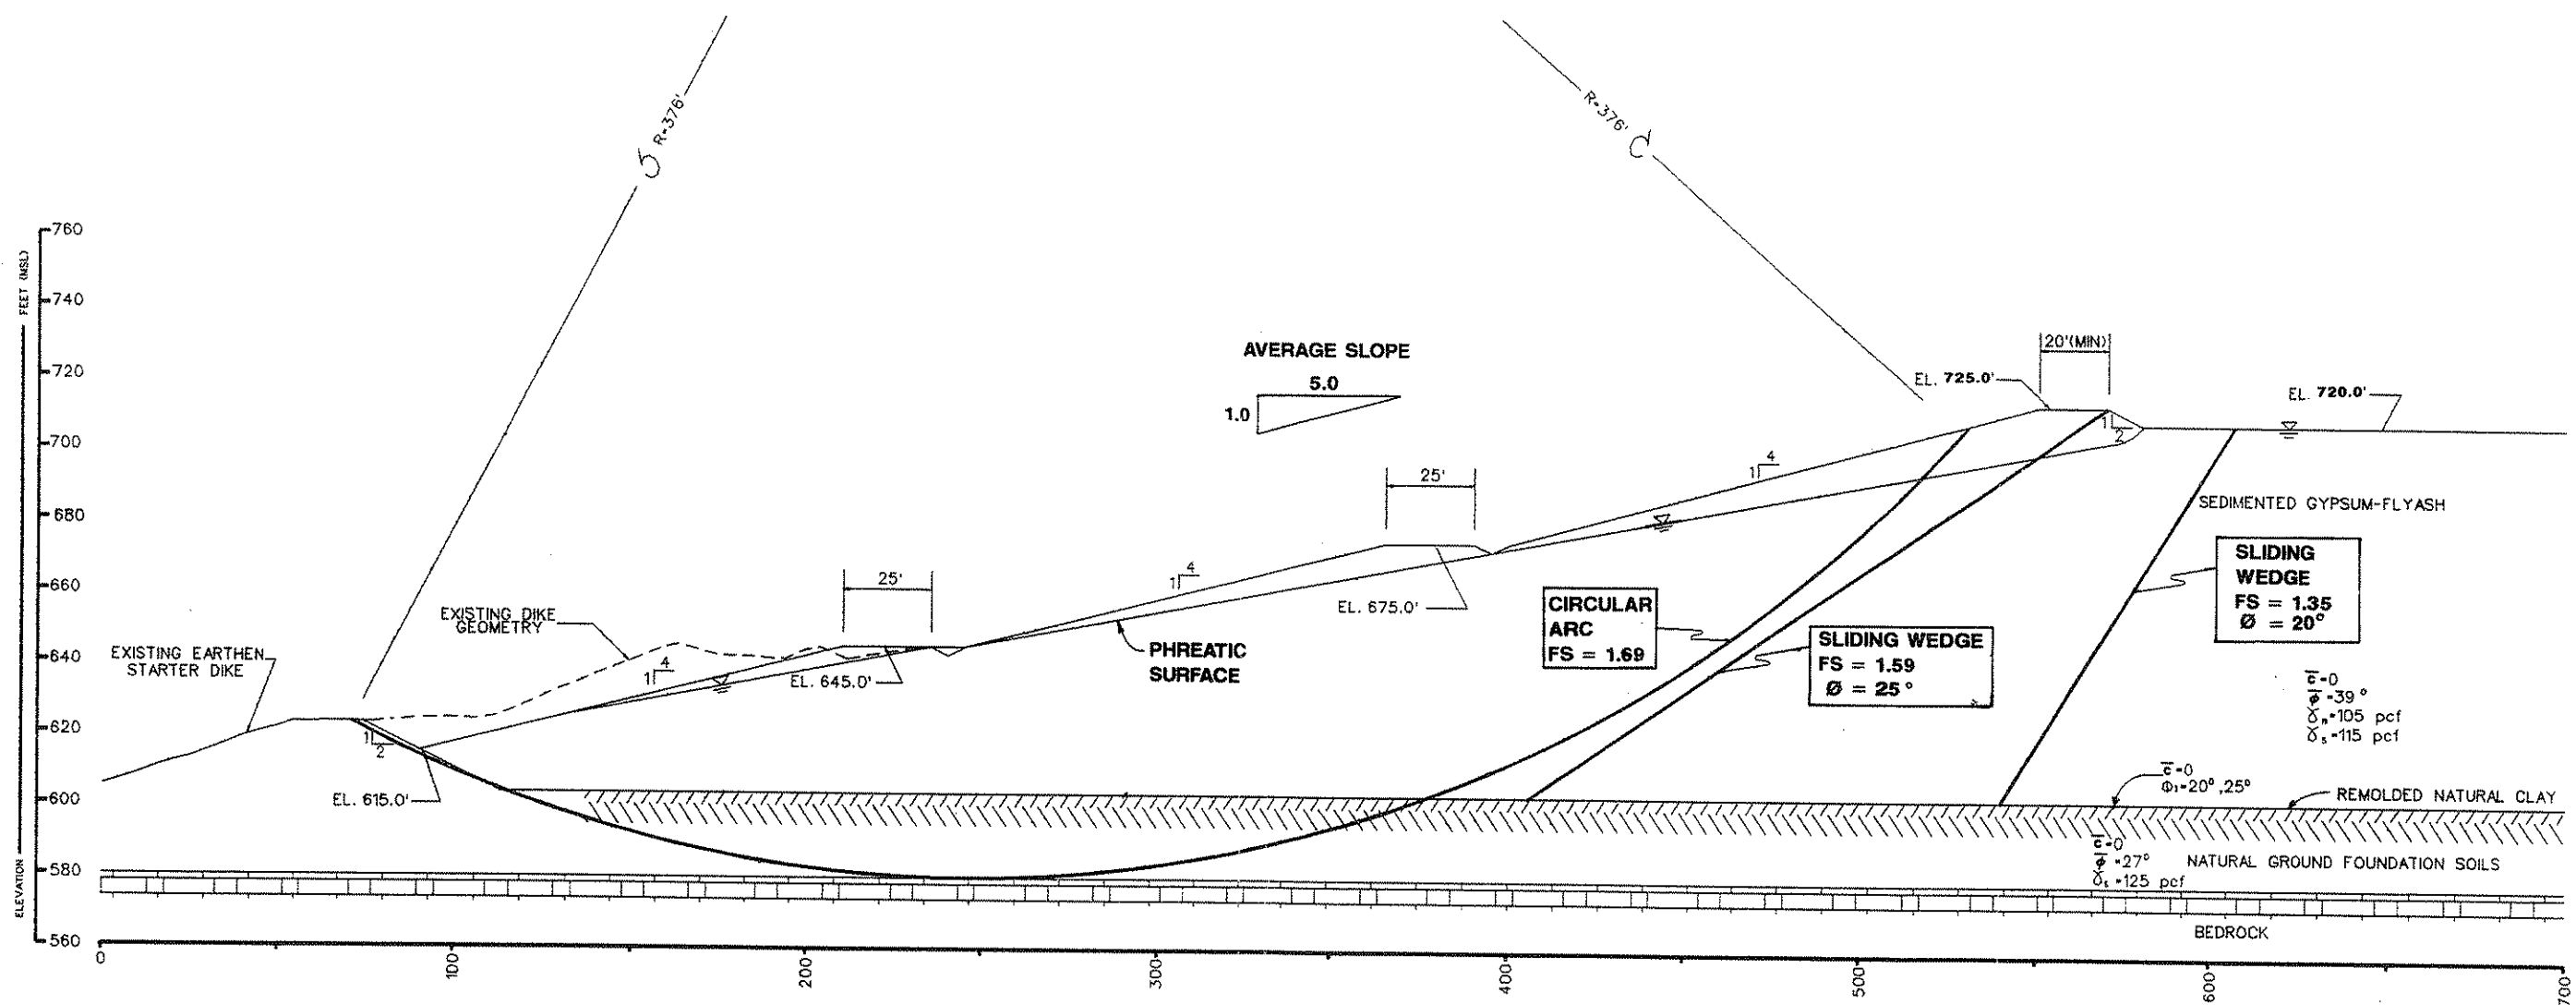 R=376'
R=376'
FEET (MSL)
ELEVATION
760
740
720
700
680
660
640
620
600
580
560
AVERAGE SLOPE
5.0
1.0
20'(MIN)
EL. 725.0'
EL. 720.0'
1
2
4
1
25'
SEDIMENTED GYPSUM-FLYASH
SLIDING
WEDGE
FS = 1.35
Ø = 20°
4
1
25'
EL. 675.0'
CIRCULAR
ARC
FS = 1.69
SLIDING WEDGE
FS = 1.59
Ø = 25°
EXISTING DIKE
GEOMETRY
EXISTING EARTHEN
STARTER DIKE
4
1
EL. 645.0'
PHREATIC
SURFACE
c̅=0
ϕ̅=39°
γₙ=105 pcf
γₛ=115 pcf
1
2
EL. 615.0'
c̅=0
=20°,25°
REMOLDED NATURAL CLAY
c̅=0
ϕ̅=27°
=125 pcf
NATURAL GROUND FOUNDATION SOILS
BEDROCK
0
100
200
300
400
500
600
700